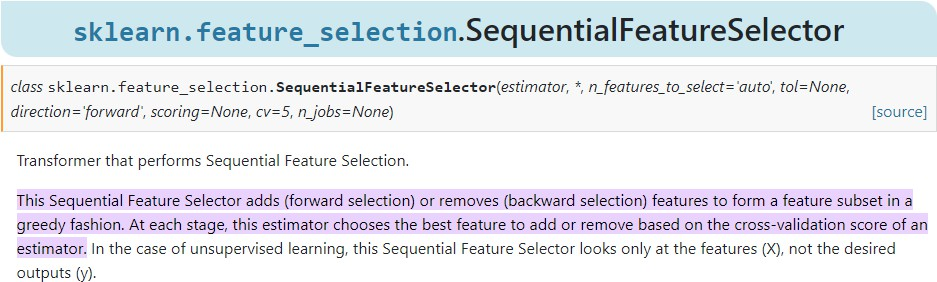 sklearn.feature_selection.SequentialFeatureSelector
class sklearn.feature_selection.SequentialFeatureSelector(estimator, *, n_features_to_select='auto', tol=None,
direction='forward', scoring=None, cv=5, n_jobs=None) [source]
Transformer that performs Sequential Feature Selection.
This Sequential Feature Selector adds (forward selection) or removes (backward selection) features to form a feature subset in a
greedy fashion. At each stage, this estimator chooses the best feature to add or remove based on the cross-validation score of an
estimator. In the case of unsupervised learning, this Sequential Feature Selector looks only at the features (X), not the desired
outputs (y).